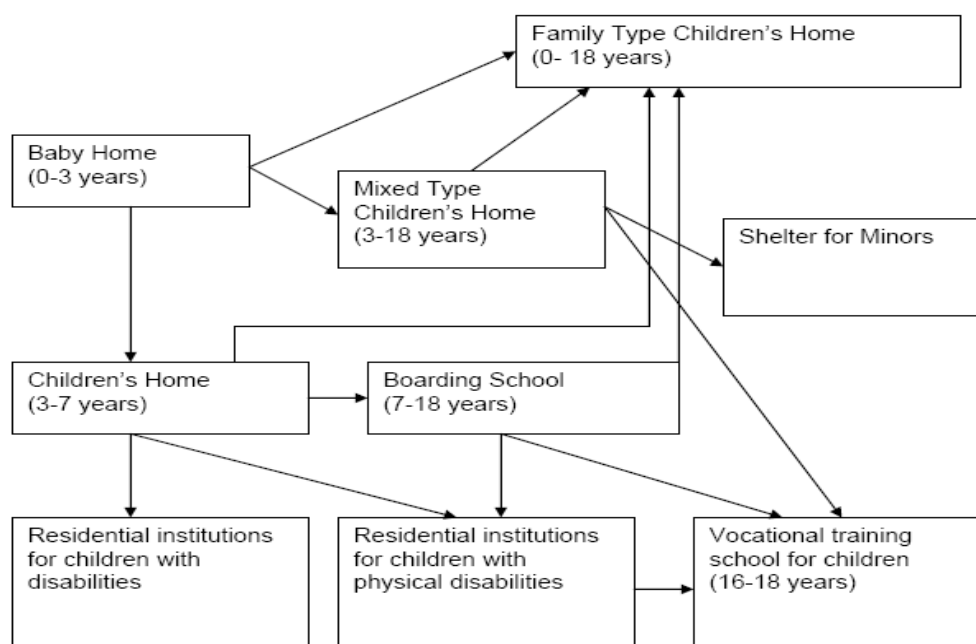 Family Type Children's Home
(0- 18 years)
Baby Home
(0-3 years)
Mixed Type
Children's Home
(3-18 years)
Shelter for Minors
Children's Home
(3-7 years)
Boarding School
(7-18 years)
Residential institutions
for children with
disabilities
Residential institutions
for children with
physical disabilities
Vocational training
school for children
(16-18 years)